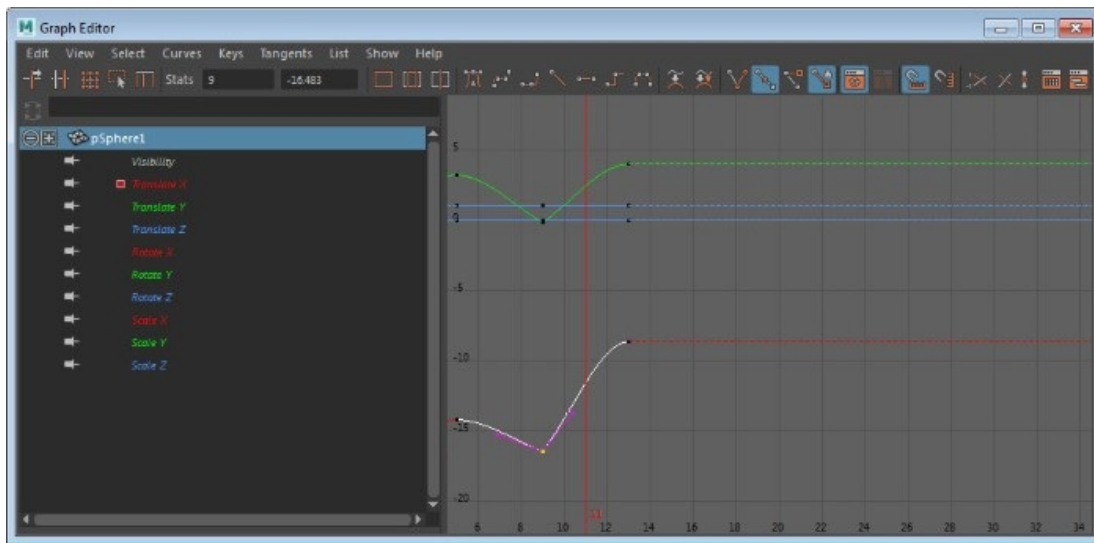 Graph Editor
Edit View Select Curves Keys Tangents List Show Help
Stats 9 -16.483
pSphere1
Visibility
Translate X
Translate Y
Translate Z
Rotate X
Rotate Y
Rotate Z
Scale X
Scale Y
Scale Z
5
0
-5
-10
-15
-20
11
6 8 10 12 14 16 18 20 22 24 26 28 30 32 34